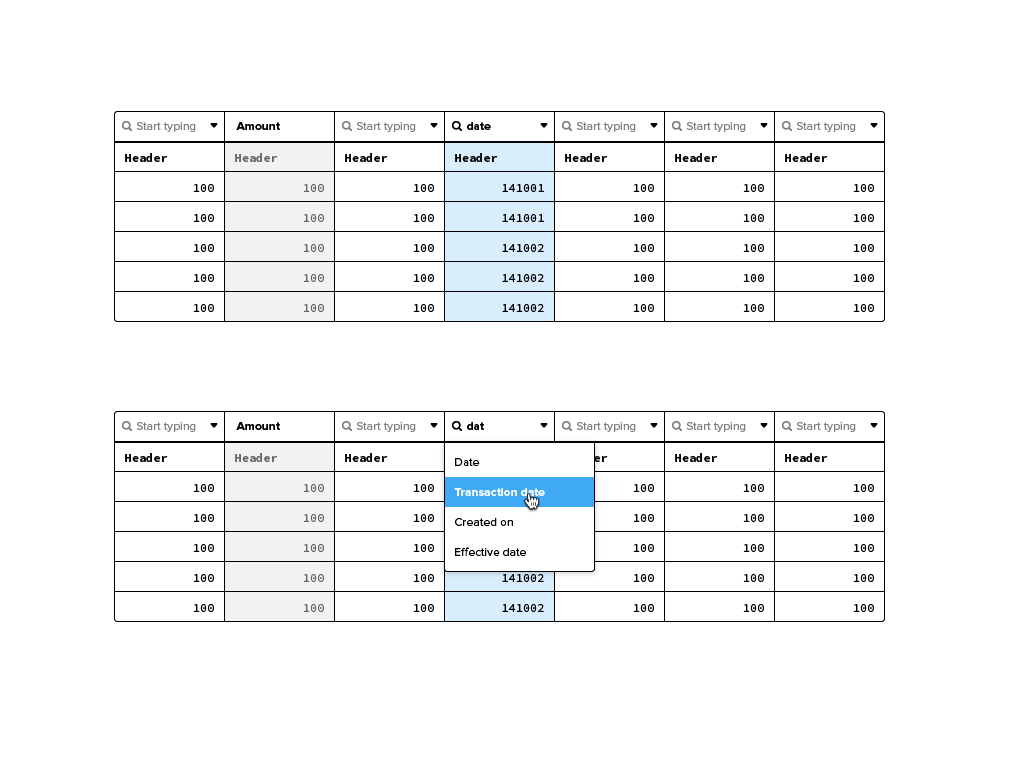 Start typing Amount Start typing date Start typing Start typing Start typing
Header Header Header Header Header Header Header
100 100 100 141001 100 100 100
100 100 100 141001 100 100 100
100 100 100 141002 100 100 100
100 100 100 141002 100 100 100
100 100 100 141002 100 100 100
Start typing Amount Start typing dat Start typing Start typing Start typing
Header Header Header er Header Header
Date
100 100 100 100 100 100
Transaction date
100 100 100 100 100 100
Created on
100 100 100 100 100 100
Effective date
100 100 100 141002 100 100 100
100 100 100 141002 100 100 100